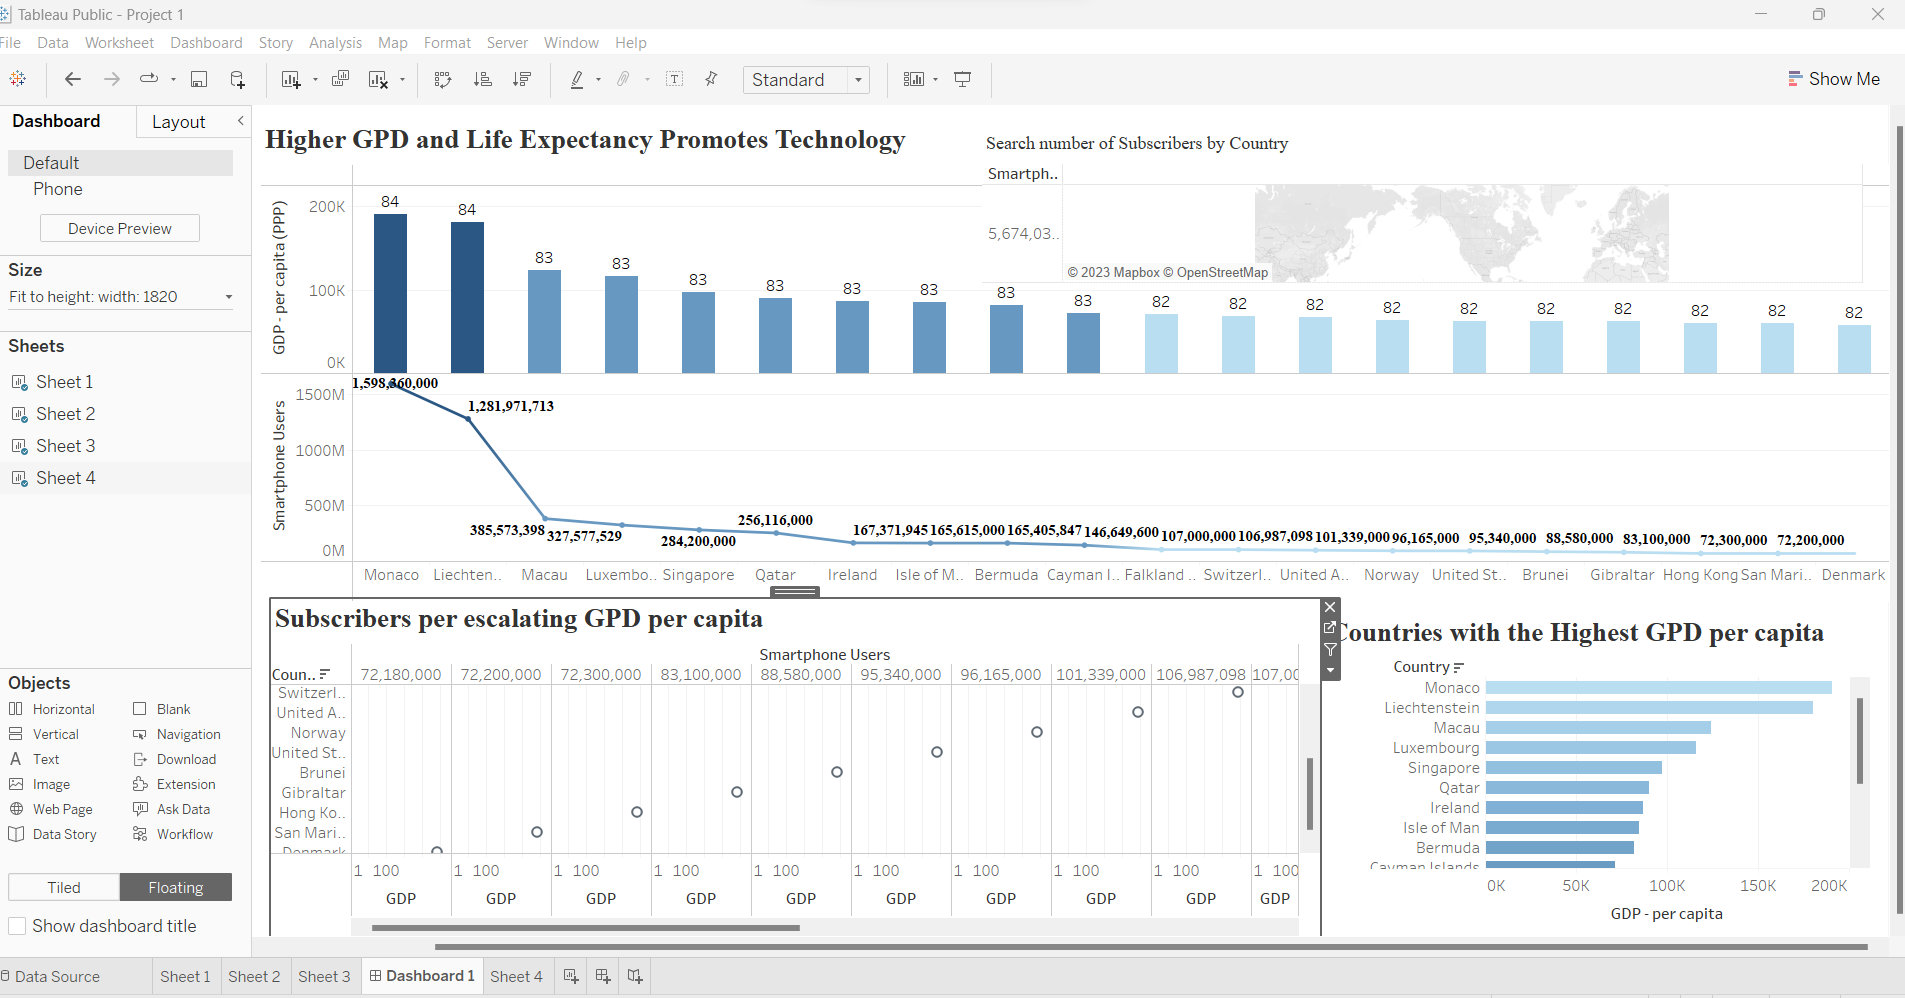 Tableau Public - Project 1
File Data Worksheet Dashboard Story Analysis Map Format Server Window Help
Standard
Show Me
Dashboard
Layout
Default
Phone
Device Preview
Size
Fit to height: width: 1820
Sheets
Sheet 1
Sheet 2
Sheet 3
Sheet 4
Objects
Horizontal Blank
Vertical Navigation
Text Download
Image Extension
Web Page Ask Data
Data Story Workflow
Tiled Floating
Show dashboard title
Higher GPD and Life Expectancy Promotes Technology
Search number of Subscribers by Country
Smartph..
5,674,03..
© 2023 Mapbox © OpenStreetMap
GDP - per capita (PPP)
200K
100K
0K
84 84 83 83 83 83 83 83 83 83 82 82 82 82 82 82 82 82 82 82
Smartphone Users
1500M
1000M
500M
0M
1,598,360,000
1,281,971,713
385,573,398
327,577,529
284,200,000
256,116,000
167,371,945 165,615,000 165,405,847 146,649,600 107,000,000 106,987,098 101,339,000 96,165,000 95,340,000 88,580,000 83,100,000 72,300,000 72,200,000
Monaco Liechten.. Macau Luxembo.. Singapore Qatar Ireland Isle of M.. Bermuda Cayman I.. Falkland .. Switzerl.. United A.. Norway United St.. Brunei Gibraltar Hong Kong San Mari.. Denmark
Subscribers per escalating GPD per capita
Smartphone Users
Coun..
72,180,000 72,200,000 72,300,000 83,100,000 88,580,000 95,340,000 96,165,000 101,339,000 106,987,098 107,00
Switzerl..
United A..
Norway
United St..
Brunei
Gibraltar
Hong Ko..
San Mari..
Denmark
1 100 1 100 1 100 1 100 1 100 1 100 1 100 1 100 1 100 1 100
GDP GDP GDP GDP GDP GDP GDP GDP GDP GDP
Countries with the Highest GPD per capita
Country
Monaco
Liechtenstein
Macau
Luxembourg
Singapore
Qatar
Ireland
Isle of Man
Bermuda
Cayman Islands
0K 50K 100K 150K 200K
GDP - per capita
Data Source Sheet 1 Sheet 2 Sheet 3 Dashboard 1 Sheet 4